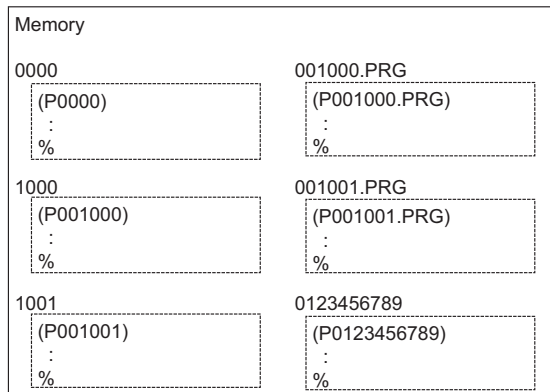 Memory
0000
(P0000)
:
%
1000
(P001000)
:
%
1001
(P001001)
:
%
001000.PRG
(P001000.PRG)
:
%
001001.PRG
(P001001.PRG)
:
%
0123456789
(P0123456789)
:
%